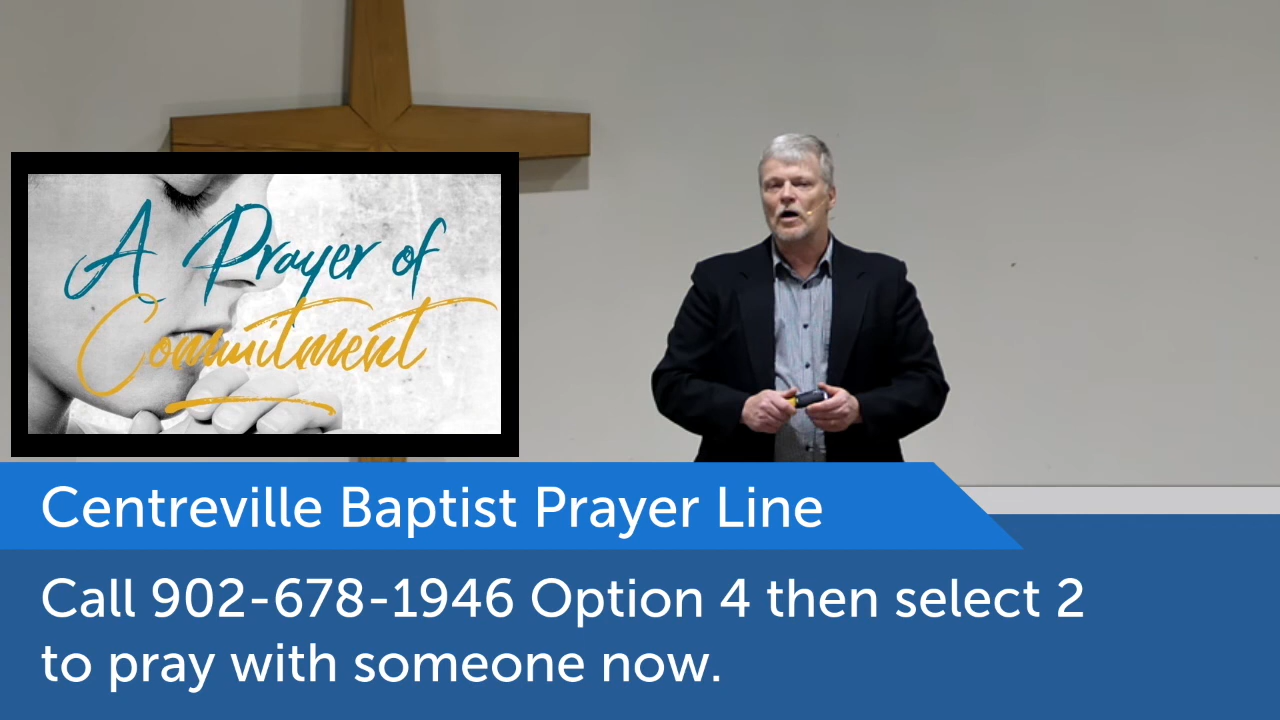 A Prayer of
Commitment
Centreville Baptist Prayer Line
Call 902-678-1946 Option 4 then select 2
to pray with someone now.